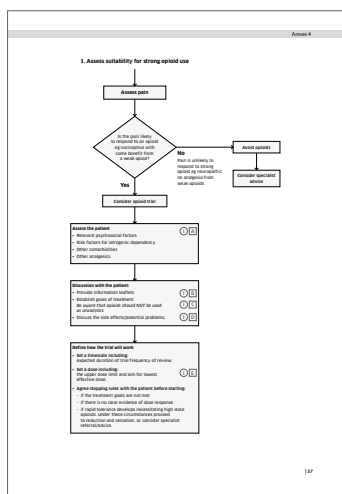 Annex 4
1. Assess suitability for strong opioid use
Assess pain
Is the pain likely
to respond to an opioid
eg nociceptive with
some benefit from
a weak opioid?
No
Pain is unlikely to
respond to strong
opioid eg neuropathic;
no analgesia from
weak opioids
Avoid opioids
Consider specialist
advice
Yes
Consider opioid trial
Assess the patient
• Relevant psychosocial factors
• Risk factors for iatrogenic dependency
• Other comorbidities
• Other analgesics.
i A
Discussion with the patient:
• Provide information leaflets
• Establish goals of treatment
Be aware that opioids should NOT be used
as anxiolytics
• Discuss the side effects/potential problems.
i B
i C
i D
Define how the trial will work
• Set a timescale including:
expected duration of trial frequency of review.
• Set a dose including:
the upper dose limit and aim for lowest
effective dose.
i E
• Agree stopping rules with the patient before starting:
– if the treatment goals are not met
– if there is no clear evidence of dose response
– if rapid tolerance develops necessitating high-dose
opioids. Under these circumstances proceed
to reduction and cessation, or consider specialist
referral/advice.